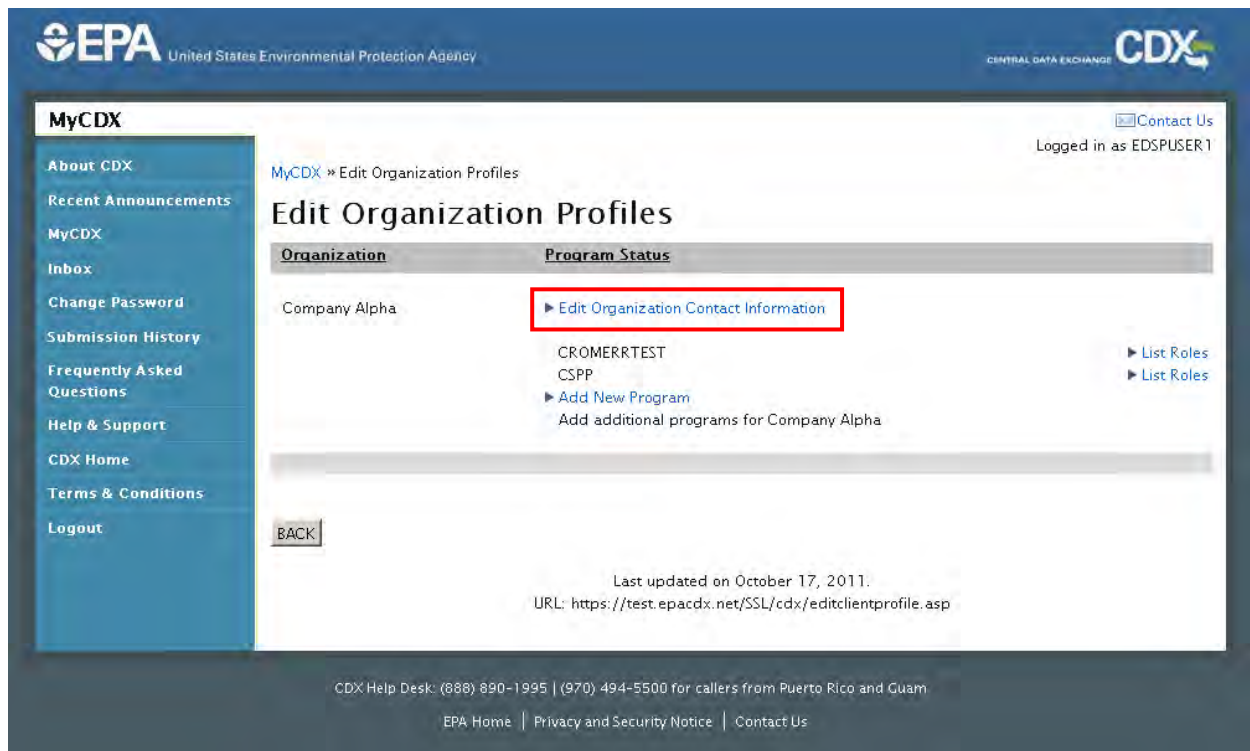 EPA United States Environmental Protection Agency
CENTRAL DATA EXCHANGE CDX
MyCDX
Contact Us
Logged in as EDSPUSER1
About CDX
Recent Announcements
MyCDX
Inbox
Change Password
Submission History
Frequently Asked
Questions
Help & Support
CDX Home
Terms & Conditions
Logout
MyCDX » Edit Organization Profiles
Edit Organization Profiles
Organization Program Status
Company Alpha Edit Organization Contact Information
CROMERRTEST List Roles
CSPP List Roles
Add New Program
Add additional programs for Company Alpha
BACK
Last updated on October 17, 2011.
URL: https://test.epacdx.net/SSL/cdx/editclientprofile.asp
CDX Help Desk: (888) 890-1995 | (970) 494-5500 for callers from Puerto Rico and Guam
EPA Home | Privacy and Security Notice | Contact Us